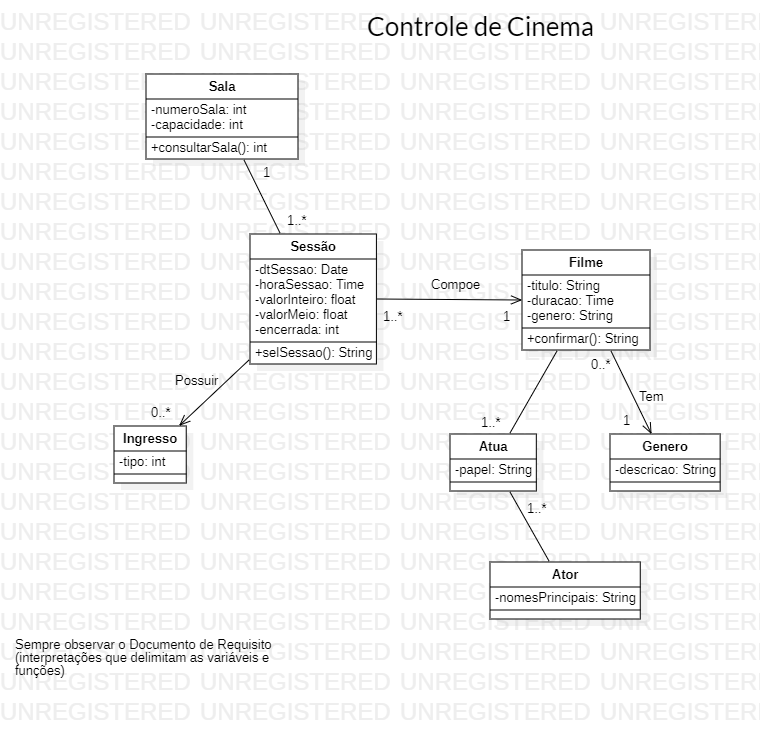 Controle de Cinema
Sala
-numeroSala: int
-capacidade: int
+consultarSala(): int
1
1..*
Sessão
-dtSessao: Date
-horaSessao: Time
-valorInteiro: float
-valorMeio: float
-encerrada: int
+selSessao(): String
Compoe
1..*
1
Filme
-titulo: String
-duracao: Time
-genero: String
+confirmar(): String
Possuir
0..*
Ingresso
-tipo: int
1..*
Atua
-papel: String
0..*
Tem
1
Genero
-descricao: String
1..*
Ator
-nomesPrincipais: String
Sempre observar o Documento de Requisito
(interpretações que delimitam as variáveis e
funções)
UNREGISTERED